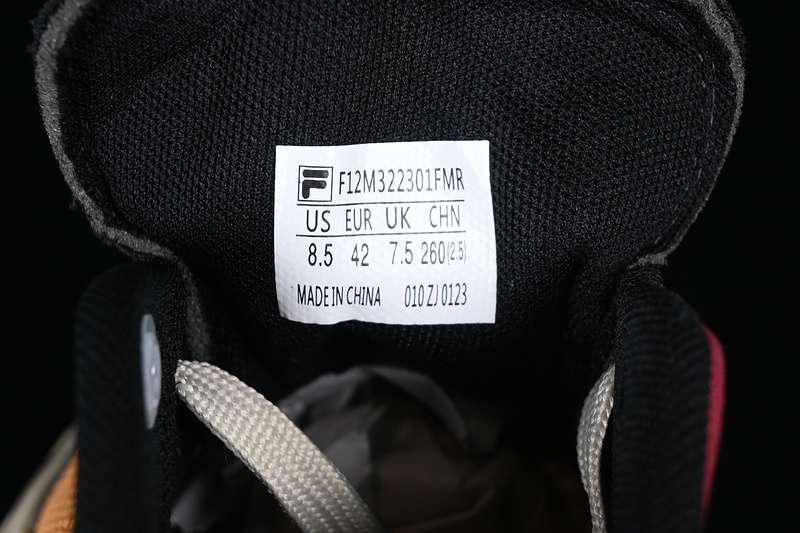 F12M322301FMR
US EUR UK CHN
8.5 42 7.5 260(2.5)
MADE IN CHINA 010 ZJ 0123